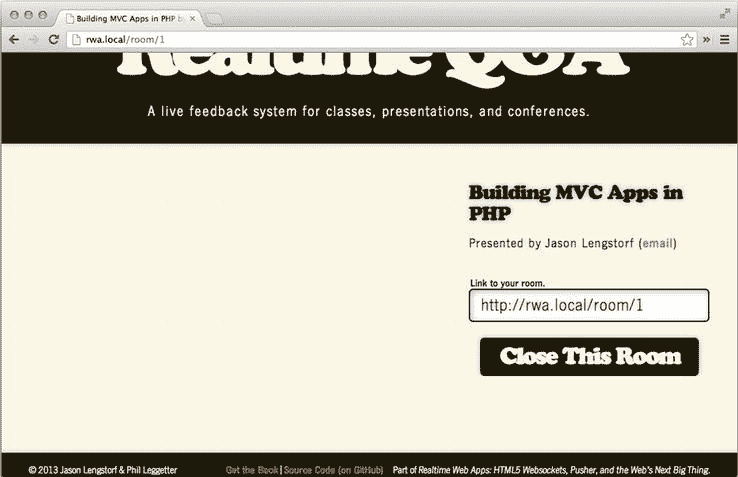 Building MVC Apps in PHP b
rwa.local/room/1
Realtime Q&A
A live feedback system for classes, presentations, and conferences.
Building MVC Apps in
PHP
Presented by Jason Lengstorf (email)
Link to your room.
http://rwa.local/room/1
Close This Room
© 2013 Jason Lengstorf & Phil Leggetter
Get the Book | Source Code (on GitHub)
Part of Realtime Web Apps: HTML5 Websockets, Pusher, and the Web's Next Big Thing.